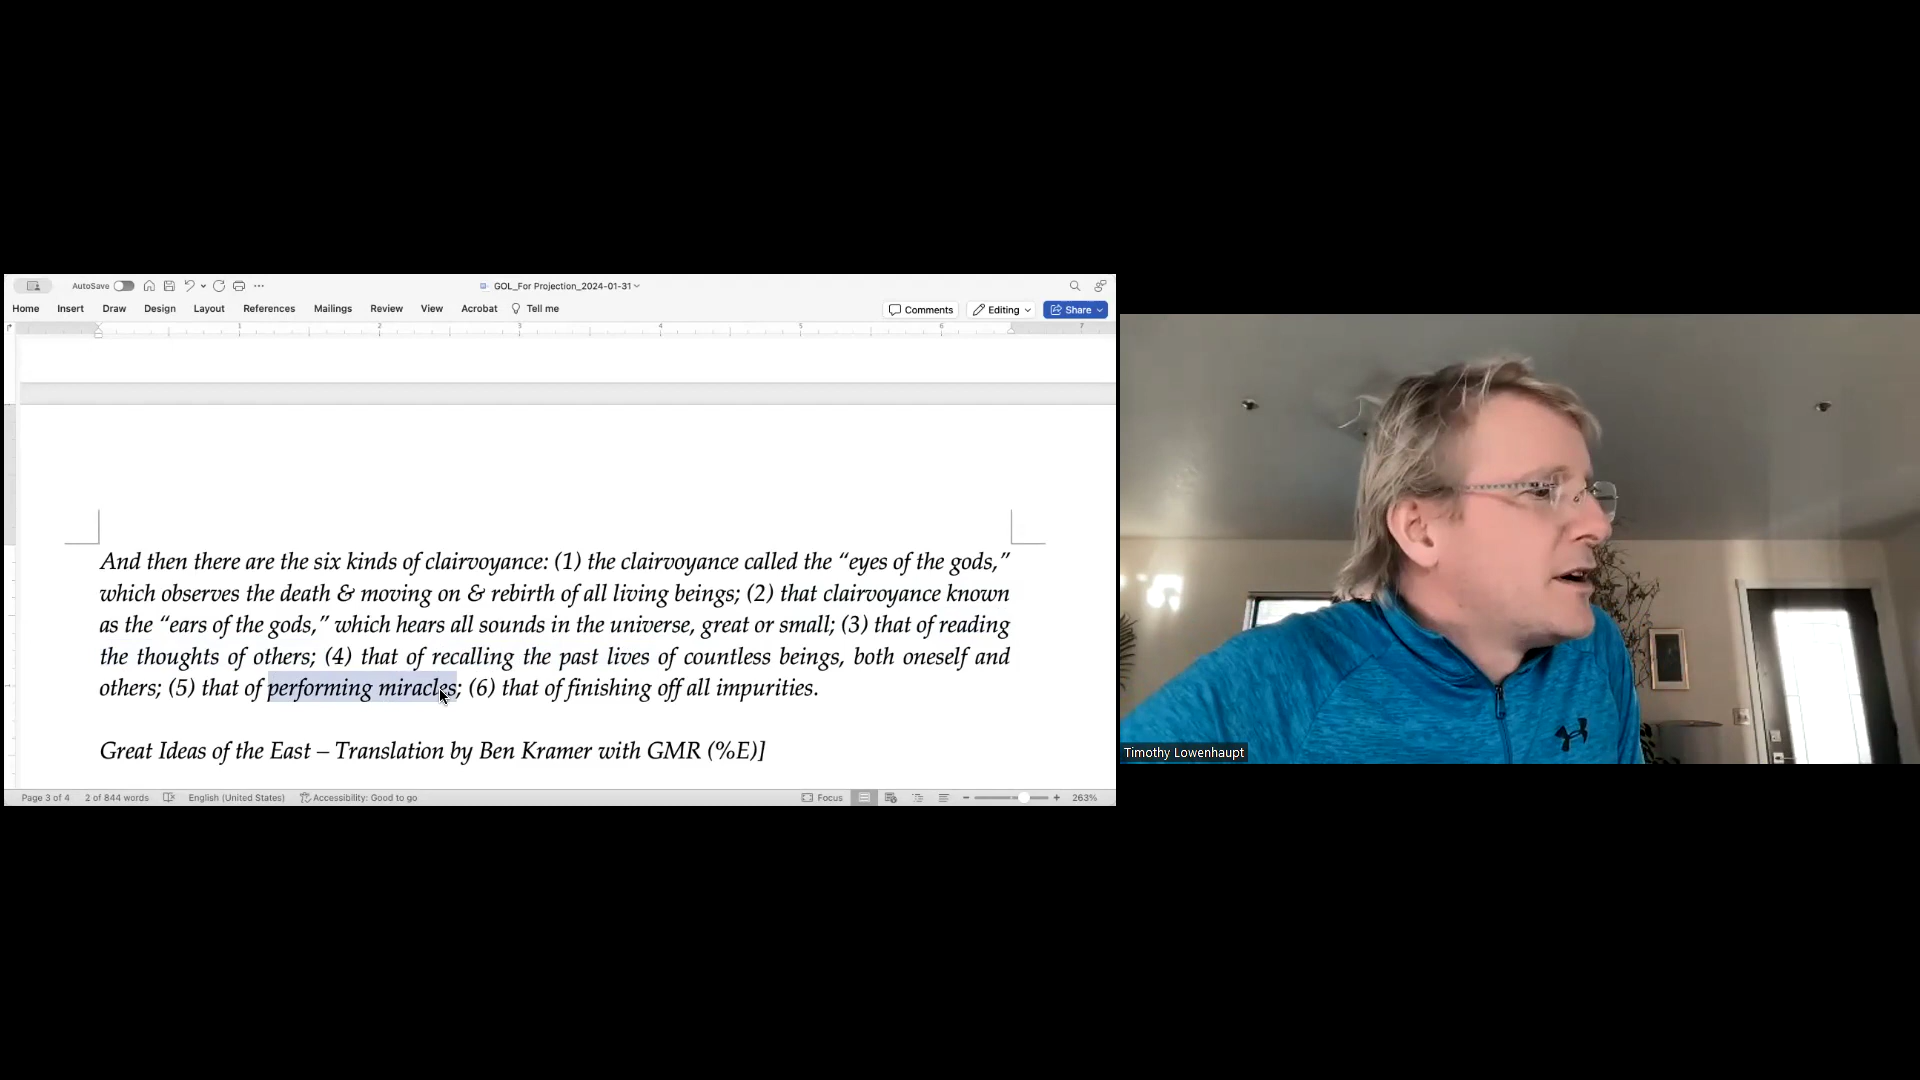 AutoSave
GOL_For Projection_2024-01-31
Home Insert Draw Design Layout References Mailings Review View Acrobat Tell me
Comments Editing Share
1 2 3 4 5 6 7
And then there are the six kinds of clairvoyance: (1) the clairvoyance called the “eyes of the gods,”
which observes the death & moving on & rebirth of all living beings; (2) that clairvoyance known
as the “ears of the gods,” which hears all sounds in the universe, great or small; (3) that of reading
the thoughts of others; (4) that of recalling the past lives of countless beings, both oneself and
others; (5) that of performing miracles; (6) that of finishing off all impurities.
Great Ideas of the East – Translation by Ben Kramer with GMR (%E)]
Page 3 of 4 2 of 844 words English (United States) Accessibility: Good to go Focus 263%
Timothy Lowenhaupt